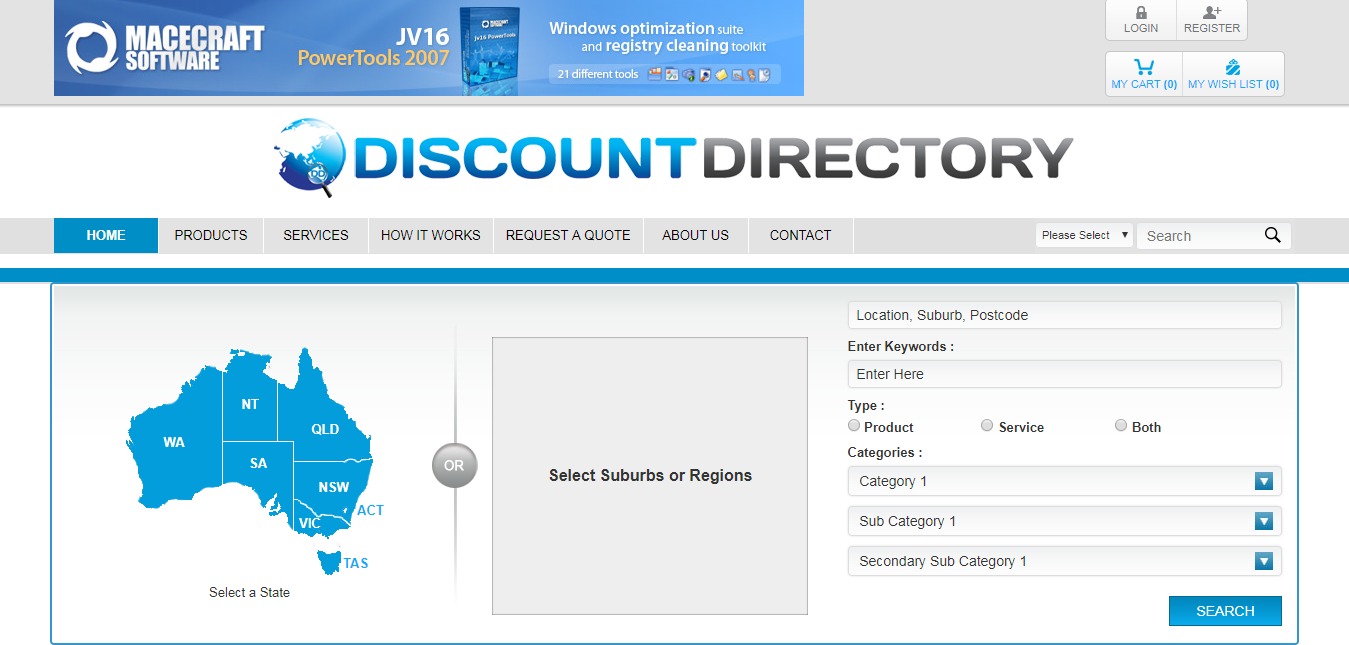 MACECRAFT
SOFTWARE
JV16
PowerTools 2007
Windows optimization suite
and registry cleaning toolkit
21 different tools
LOGIN
REGISTER
MY CART (0)
MY WISH LIST (0)
DISCOUNTDIRECTORY
HOME
PRODUCTS
SERVICES
HOW IT WORKS
REQUEST A QUOTE
ABOUT US
CONTACT
Please Select
Search
Location, Suburb, Postcode
Enter Keywords :
Enter Here
Type :
Product
Service
Both
Categories :
Category 1
Sub Category 1
Secondary Sub Category 1
SEARCH
WA
NT
QLD
SA
NSW
ACT
VIC
TAS
Select a State
OR
Select Suburbs or Regions